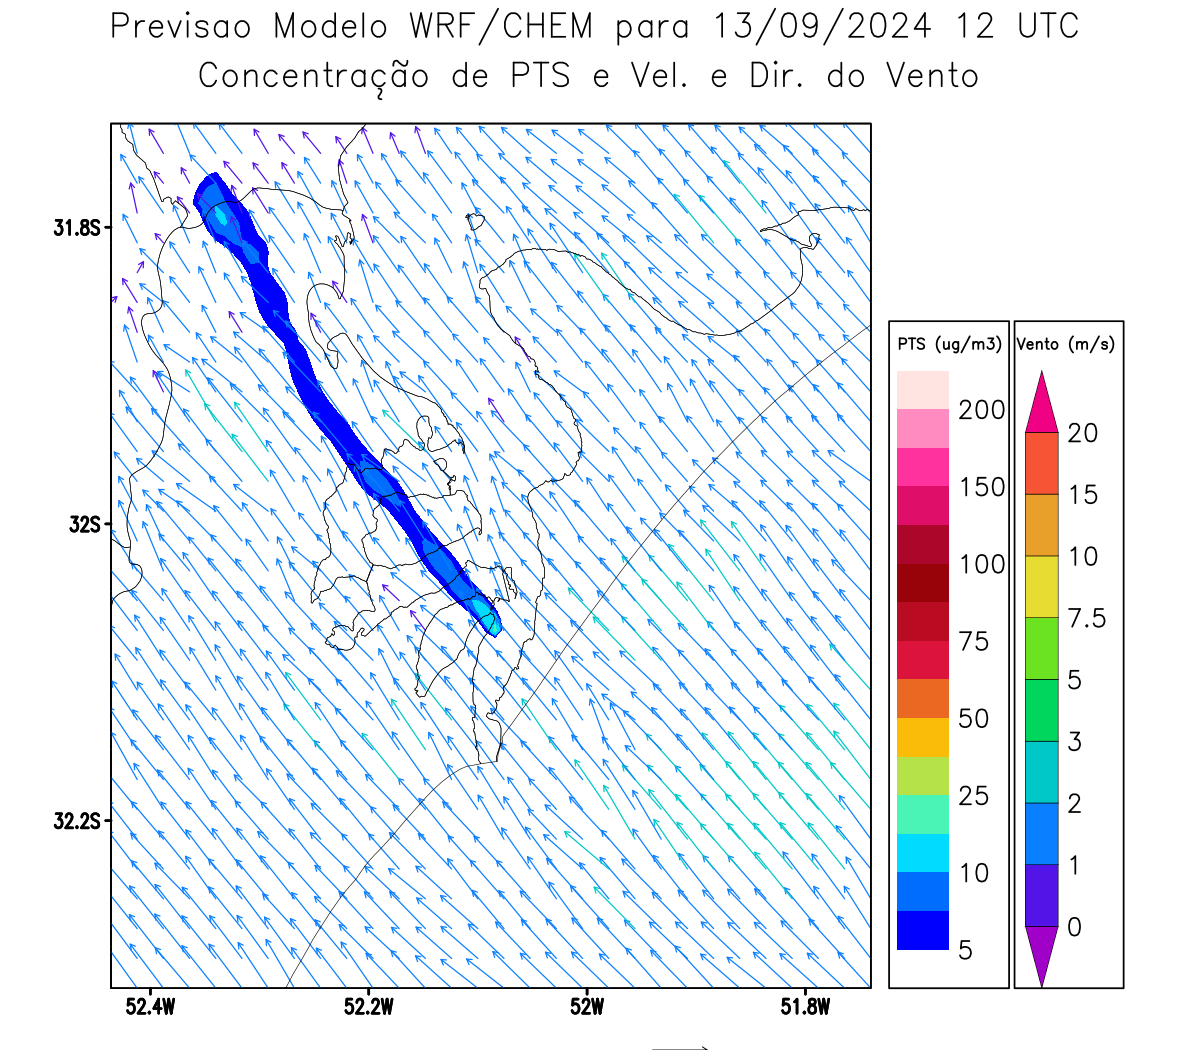 Previsao Modelo WRF/CHEM para 13/09/2024 12 UTC
Concentração de PTS e Vel. e Dir. do Vento
31.8S
32S
32.2S
52.4W
52.2W
52W
51.8W
PTS (ug/m3)
200
150
100
75
50
25
10
5
Vento (m/s)
20
15
10
7.5
5
3
2
1
0